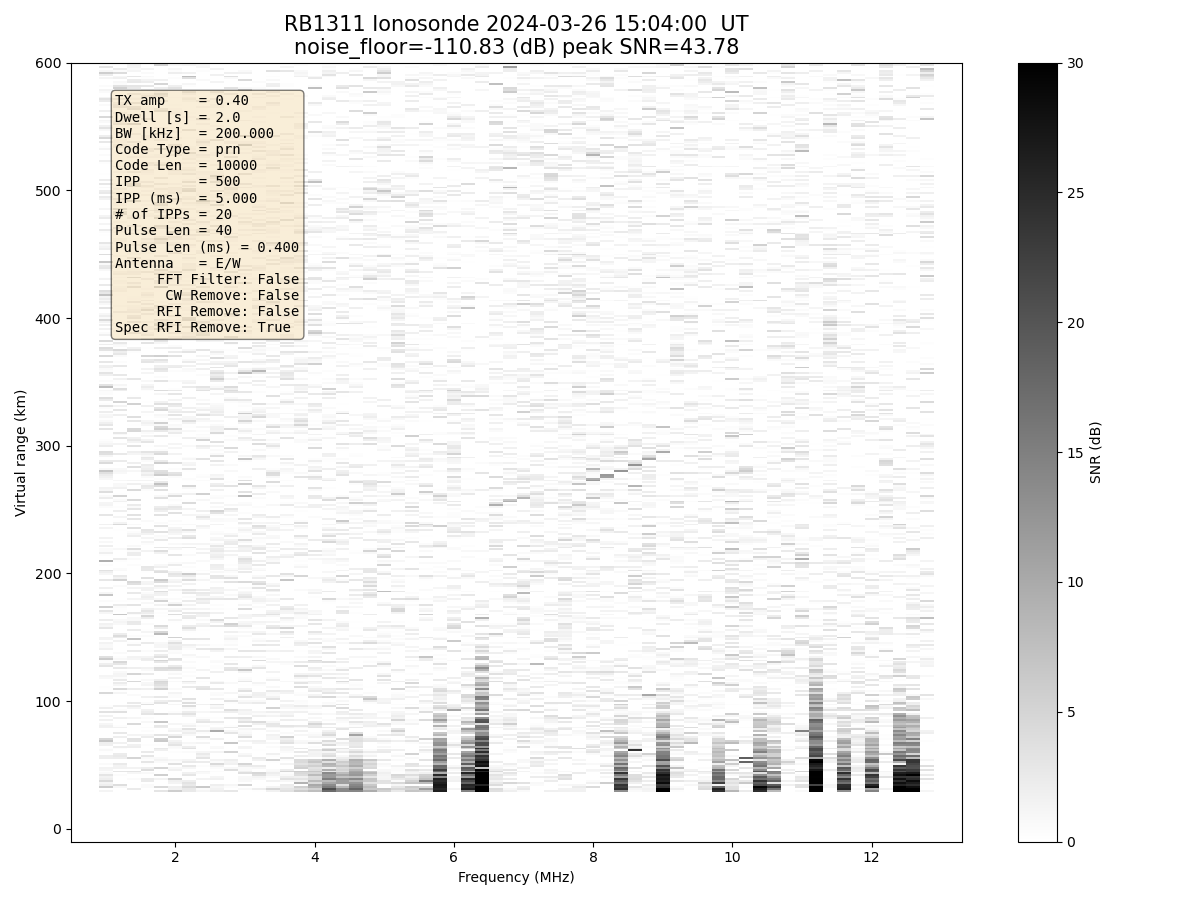 RB1311 Ionosonde 2024-03-26 15:04:00  UT
noise_floor=-110.83 (dB) peak SNR=43.78
TX amp    = 0.40
Dwell [s] = 2.0
BW [kHz]  = 200.000
Code Type = prn
Code Len  = 10000
IPP       = 500
IPP (ms)  = 5.000
# of IPPs = 20
Pulse Len = 40
Pulse Len (ms) = 0.400
Antenna   = E/W
FFT Filter: False
CW Remove: False
RFI Remove: False
Spec RFI Remove: True
600
500
400
300
200
100
0
Virtual range (km)
2
4
6
8
10
12
Frequency (MHz)
30
25
20
15
10
5
0
SNR (dB)